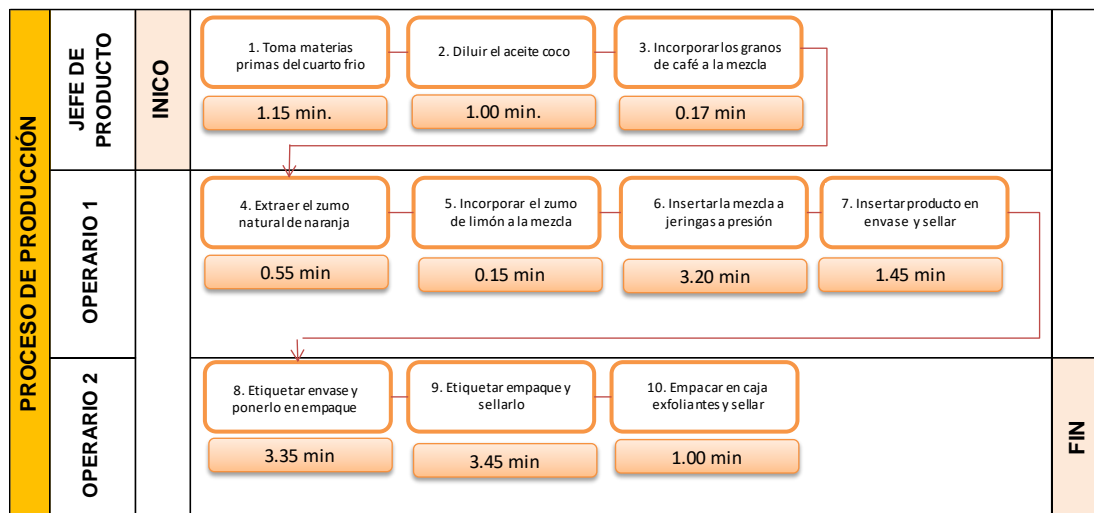 PROCESO DE PRODUCCIÓN
JEFE DE
PRODUCTO
INICO
1. Toma materias
primas del cuarto frio
1.15 min.
2. Diluir el aceite coco
1.00 min.
3. Incorporar los granos
de café a la mezcla
0.17 min
OPERARIO 1
4. Extraer el zumo
natural de naranja
0.55 min
5. Incorporar el zumo
de limón a la mezcla
0.15 min
6. Insertar la mezcla a
jeringas a presión
3.20 min
7. Insertar producto en
envase y sellar
1.45 min
OPERARIO 2
8. Etiquetar envase y
ponerlo en empaque
3.35 min
9. Etiquetar empaque y
sellarlo
3.45 min
10. Empacar en caja
exfoliantes y sellar
1.00 min
FIN